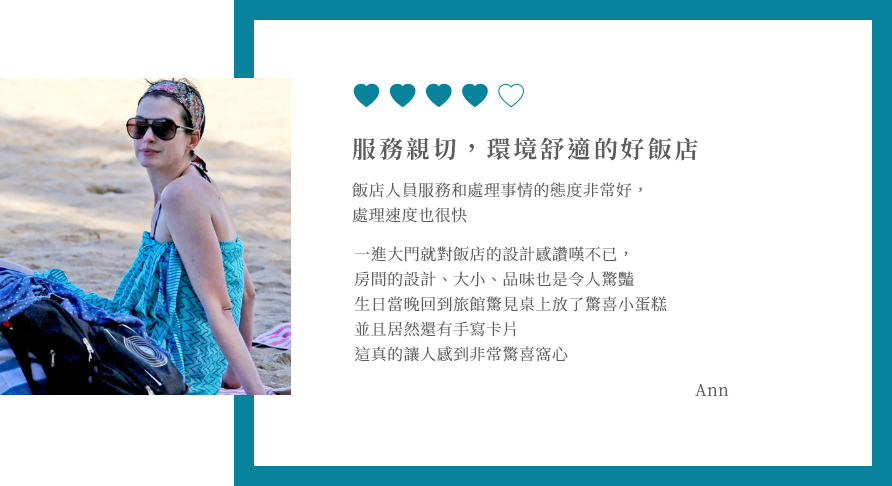 服務親切，環境舒適的好飯店
飯店人員服務和處理事情的態度非常好，
處理速度也很快
一進大門就對飯店的設計感讚嘆不已，
房間的設計、大小、品味也是令人驚豔
生日當晚回到旅館驚見桌上放了驚喜小蛋糕
並且居然還有手寫卡片
這真的讓人感到非常驚喜窩心
Ann